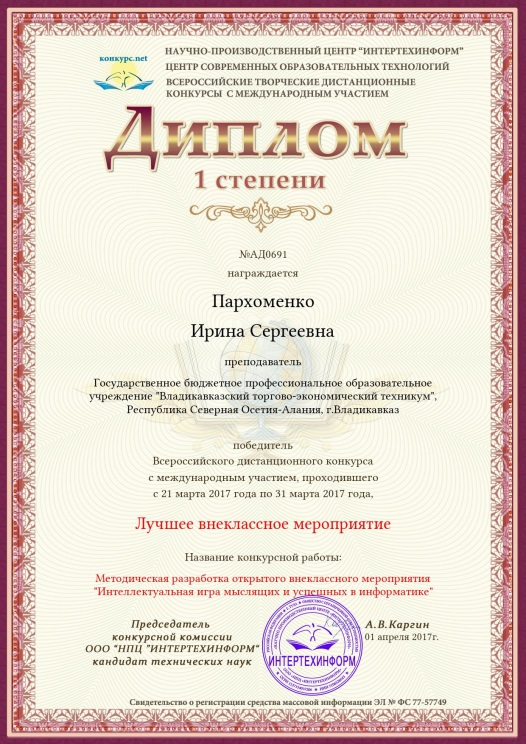 конкурс.net
НАУЧНО-ПРОИЗВОДСТВЕННЫЙ ЦЕНТР "ИНТЕРТЕХИНФОРМ"
ЦЕНТР СОВРЕМЕННЫХ ОБРАЗОВАТЕЛЬНЫХ ТЕХНОЛОГИЙ
ВСЕРОССИЙСКИЕ ТВОРЧЕСКИЕ ДИСТАНЦИОННЫЕ
КОНКУРСЫ С МЕЖДУНАРОДНЫМ УЧАСТИЕМ
Диплом
1 степени
№АД0691
награждается
Пархоменко
Ирина Сергеевна
преподаватель
Государственное бюджетное профессиональное образовательное
учреждение "Владикавказский торгово-экономический техникум",
Республика Северная Осетия-Алания, г.Владикавказ
победитель
Всероссийского дистанционного конкурса
с международным участием, проходившего
с 21 марта 2017 года по 31 марта 2017 года,
Лучшее внеклассное мероприятие
Название конкурсной работы:
Методическая разработка открытого внеклассного мероприятия
"Интеллектуальная игра мыслящих и успешных в информатике"
Председатель
конкурсной комиссии
ООО "НПЦ "ИНТЕРТЕХИНФОРМ"
кандидат технических наук
ИНТЕРТЕХИНФОРМ
А.В.Каргин
01 апреля 2017г.
Свидетельство о регистрации средства массовой информации ЭЛ № ФС 77-57749